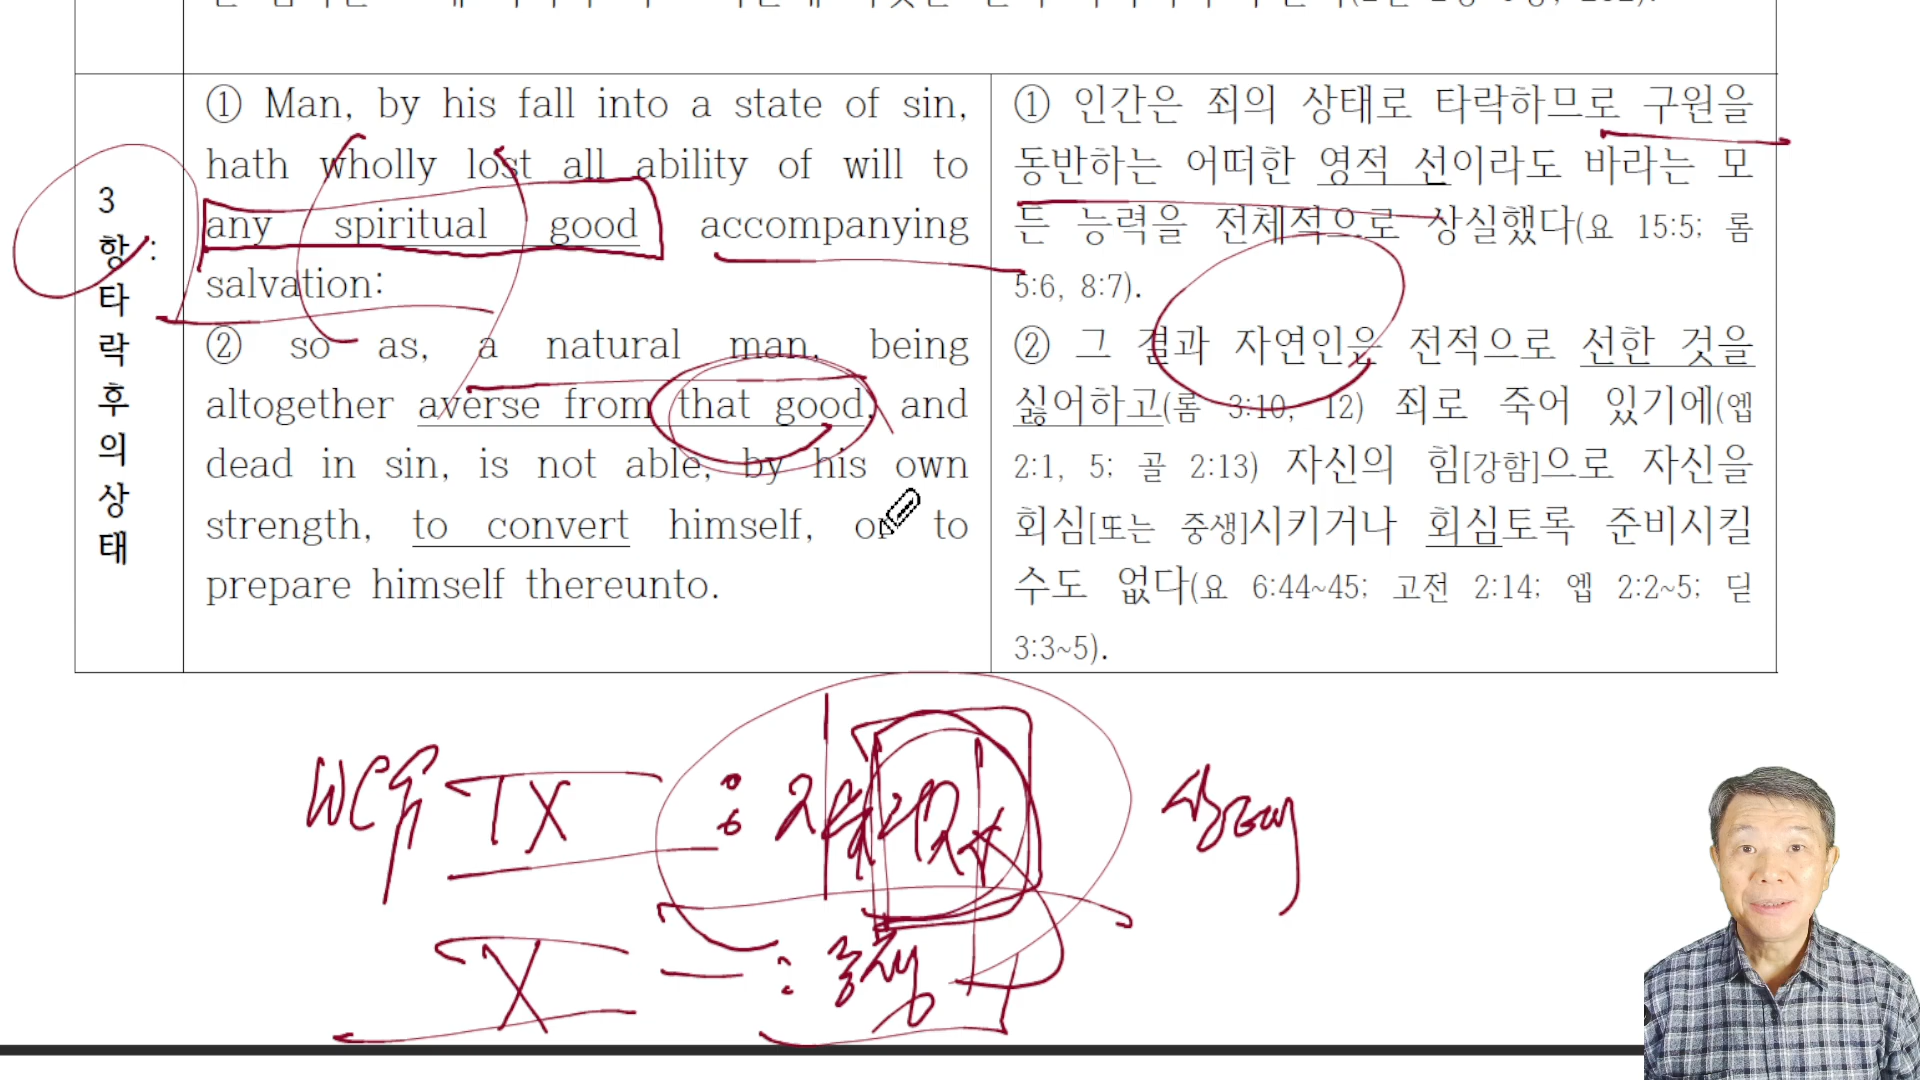 3
항:
타
락
후
의
상
태
① Man, by his fall into a state of sin,
hath wholly lost all ability of will to
any spiritual good accompanying
salvation:
② so as, a natural man, being
altogether averse from that good, and
dead in sin, is not able, by his own
strength, to convert himself, or to
prepare himself thereunto.
① 인간은 죄의 상태로 타락하므로 구원을
동반하는 어떠한 영적 선이라도 바라는 모
든 능력을 전체적으로 상실했다(요 15:5; 롬
5:6, 8:7).
② 그 결과 자연인은 전적으로 선한 것을
싫어하고(롬 3:10, 12) 죄로 죽어 있기에(엡
2:1, 5; 골 2:13) 자신의 힘[강함]으로 자신을
회심[또는 중생]시키거나 회심토록 준비시킬
수도 없다(요 6:44~45; 고전 2:14; 엡 2:2~5; 딛
3:3~5).
WCF IX :
상태
X : 중생